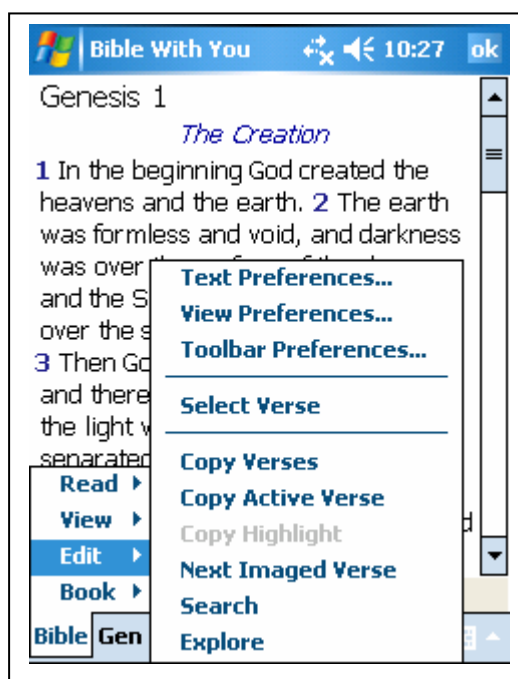 Bible With You 10:27 ok
Genesis 1
The Creation
1 In the beginning God created the
heavens and the earth. 2 The earth
was formless and void, and darkness
was over
and the S
over the s
3 Then Go
and there
the light w
separated
Text Preferences...
View Preferences...
Toolbar Preferences...
Select Verse
Copy Verses
Copy Active Verse
Copy Highlight
Next Imaged Verse
Search
Explore
Read
View
Edit
Book
Bible Gen